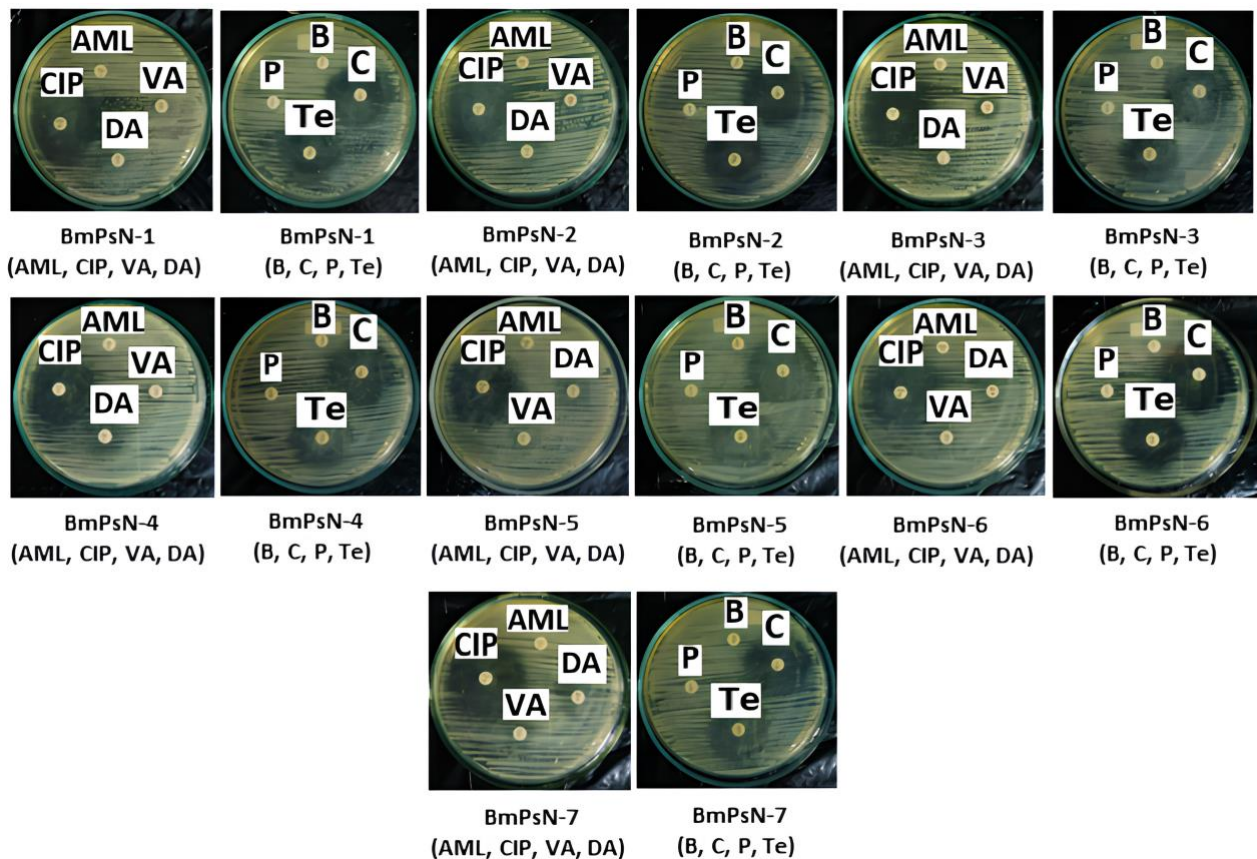 AML
CIP
VA
DA
B
P
C
Te
AML
CIP
VA
DA
B
P
C
Te
AML
CIP
VA
DA
B
P
C
Te
BmPsN-1
(AML, CIP, VA, DA)
BmPsN-1
(B, C, P, Te)
BmPsN-2
(AML, CIP, VA, DA)
BmPsN-2
(B, C, P, Te)
BmPsN-3
(AML, CIP, VA, DA)
BmPsN-3
(B, C, P, Te)
AML
CIP
VA
DA
B
P
C
Te
AML
CIP
DA
VA
B
P
C
Te
AML
CIP
DA
VA
B
P
C
Te
BmPsN-4
(AML, CIP, VA, DA)
BmPsN-4
(B, C, P, Te)
BmPsN-5
(AML, CIP, VA, DA)
BmPsN-5
(B, C, P, Te)
BmPsN-6
(AML, CIP, VA, DA)
BmPsN-6
(B, C, P, Te)
AML
CIP
DA
VA
B
P
C
Te
BmPsN-7
(AML, CIP, VA, DA)
BmPsN-7
(B, C, P, Te)